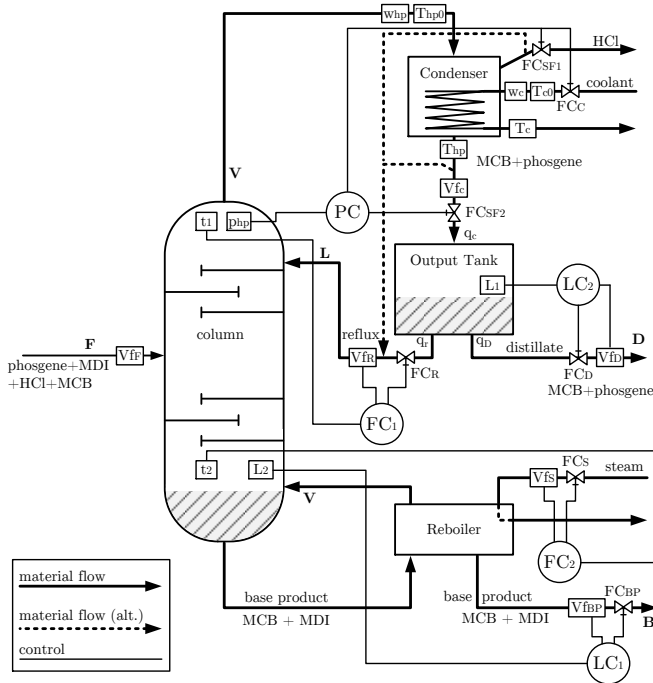 whp
Thp0
HCl
FCSF1
Condenser
coolant
wc
Tc0
FCC
Tc
Thp
MCB+phosgene
V
Vfc
t1
php
PC
FCSF2
qc
L
Output Tank
L1
LC2
column
F
VfF
phosgene+MDI
+HCl+MCB
reflux
qr
qD
D
VfR
distillate
VfD
FCR
FCD
MCB+phosgene
FC1
t2
L2
FCS
V
VfS
steam
Reboiler
FC2
material flow
material flow (alt.)
control
base product
MCB + MDI
base product
MCB + MDI
FCBP
VfBP
B
LC1